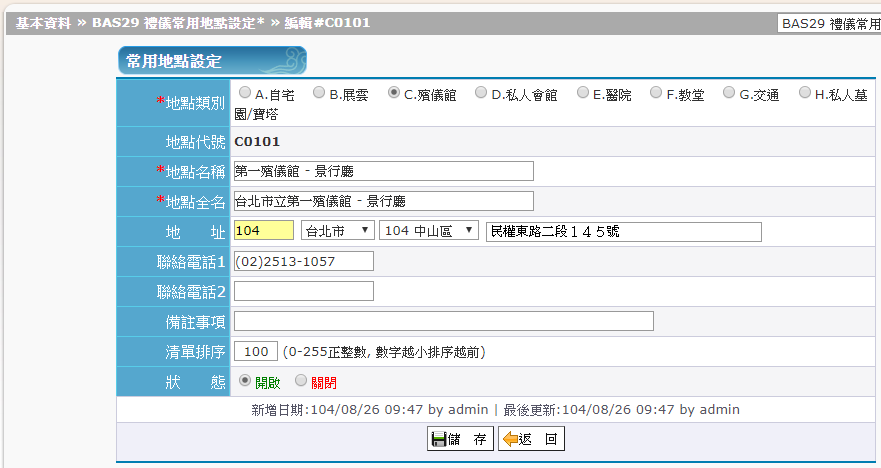 基本資料 » BAS29 禮儀常用地點設定* » 編輯#C0101
BAS29 禮儀常用
常用地點設定
*地點類別 A.自宅 B.展雲 C.殯儀館 D.私人會館 E.醫院 F.教堂 G.交通 H.私人墓
園/寶塔
地點代號 C0101
*地點名稱 第一殯儀館 - 景行廳
*地點全名 台北市立第一殯儀館 - 景行廳
地 址 104 台北市 104 中山區 民權東路二段１４５號
聯絡電話1 (02)2513-1057
聯絡電話2
備註事項
清單排序 100 (0-255正整數, 數字越小排序越前)
狀 態 開啟 關閉
新增日期:104/08/26 09:47 by admin | 最後更新:104/08/26 09:47 by admin
儲 存 返 回